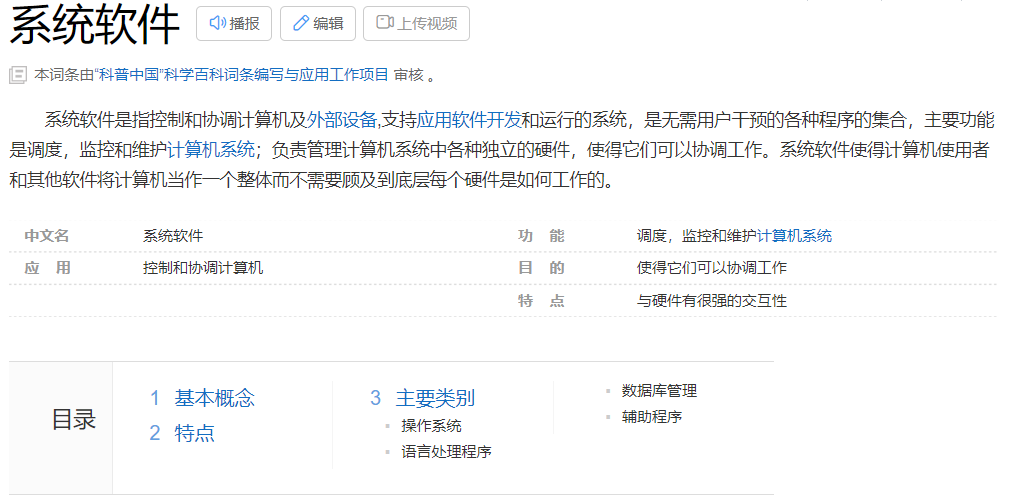 系统软件 播报 编辑 上传视频
本词条由“科普中国”科学百科词条编写与应用工作项目 审核 。
系统软件是指控制和协调计算机及外部设备,支持应用软件开发和运行的系统，是无需用户干预的各种程序的集合，主要功能
是调度，监控和维护计算机系统；负责管理计算机系统中各种独立的硬件，使得它们可以协调工作。系统软件使得计算机使用者
和其他软件将计算机当作一个整体而不需要顾及到底层每个硬件是如何工作的。
中文名 系统软件 功 能 调度，监控和维护计算机系统
应 用 控制和协调计算机 目 的 使得它们可以协调工作
特 点 与硬件有很强的交互性
目录
1 基本概念
2 特点
3 主要类别
操作系统
语言处理程序
数据库管理
辅助程序